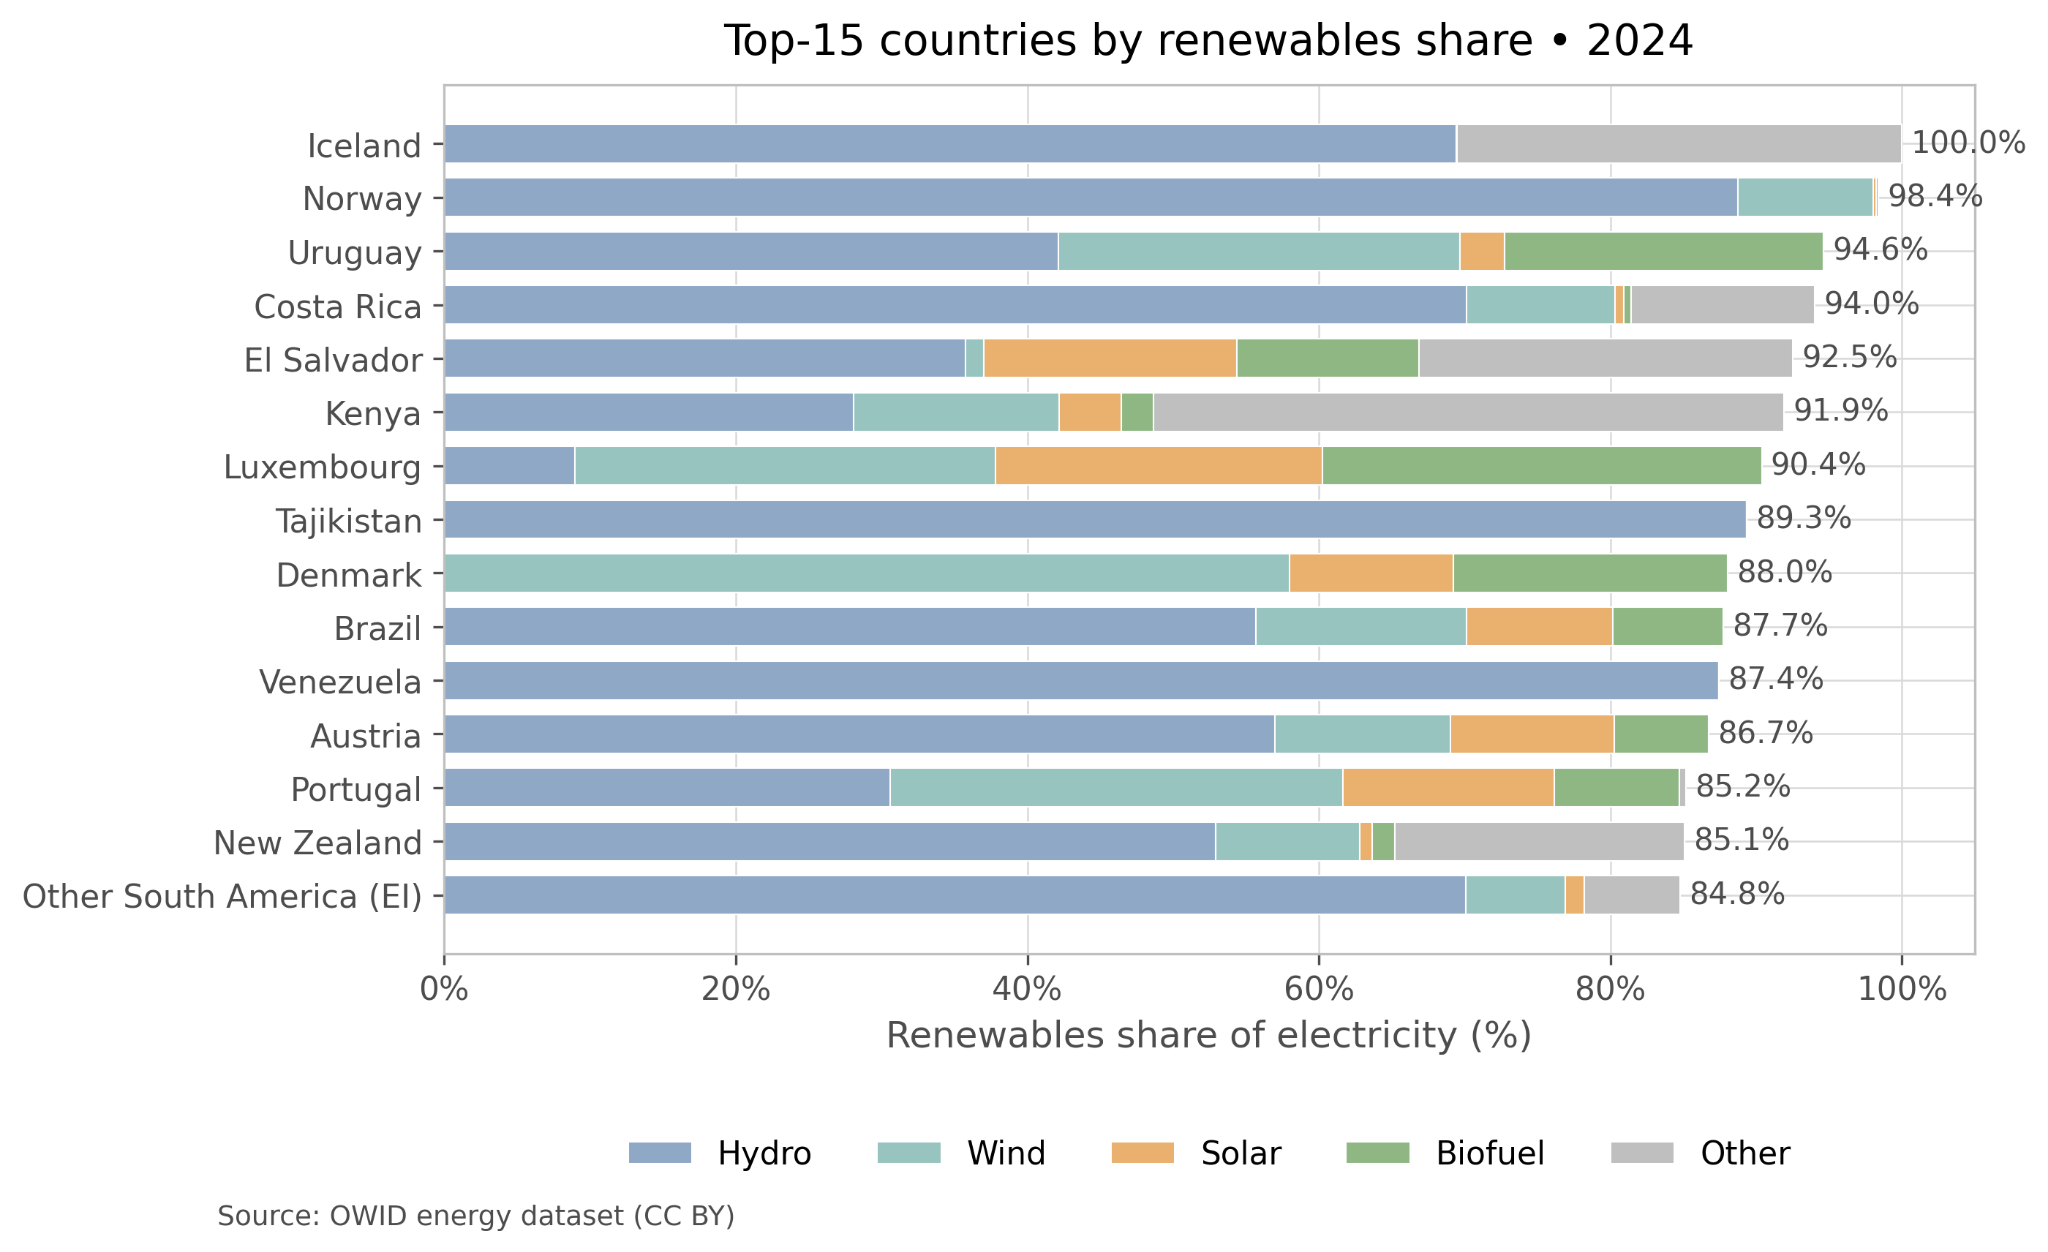 Top-15 countries by renewables share • 2024
Iceland 100.0%
Norway 98.4%
Uruguay 94.6%
Costa Rica 94.0%
El Salvador 92.5%
Kenya 91.9%
Luxembourg 90.4%
Tajikistan 89.3%
Denmark 88.0%
Brazil 87.7%
Venezuela 87.4%
Austria 86.7%
Portugal 85.2%
New Zealand 85.1%
Other South America (EI) 84.8%
0% 20% 40% 60% 80% 100%
Renewables share of electricity (%)
Hydro Wind Solar Biofuel Other
Source: OWID energy dataset (CC BY)